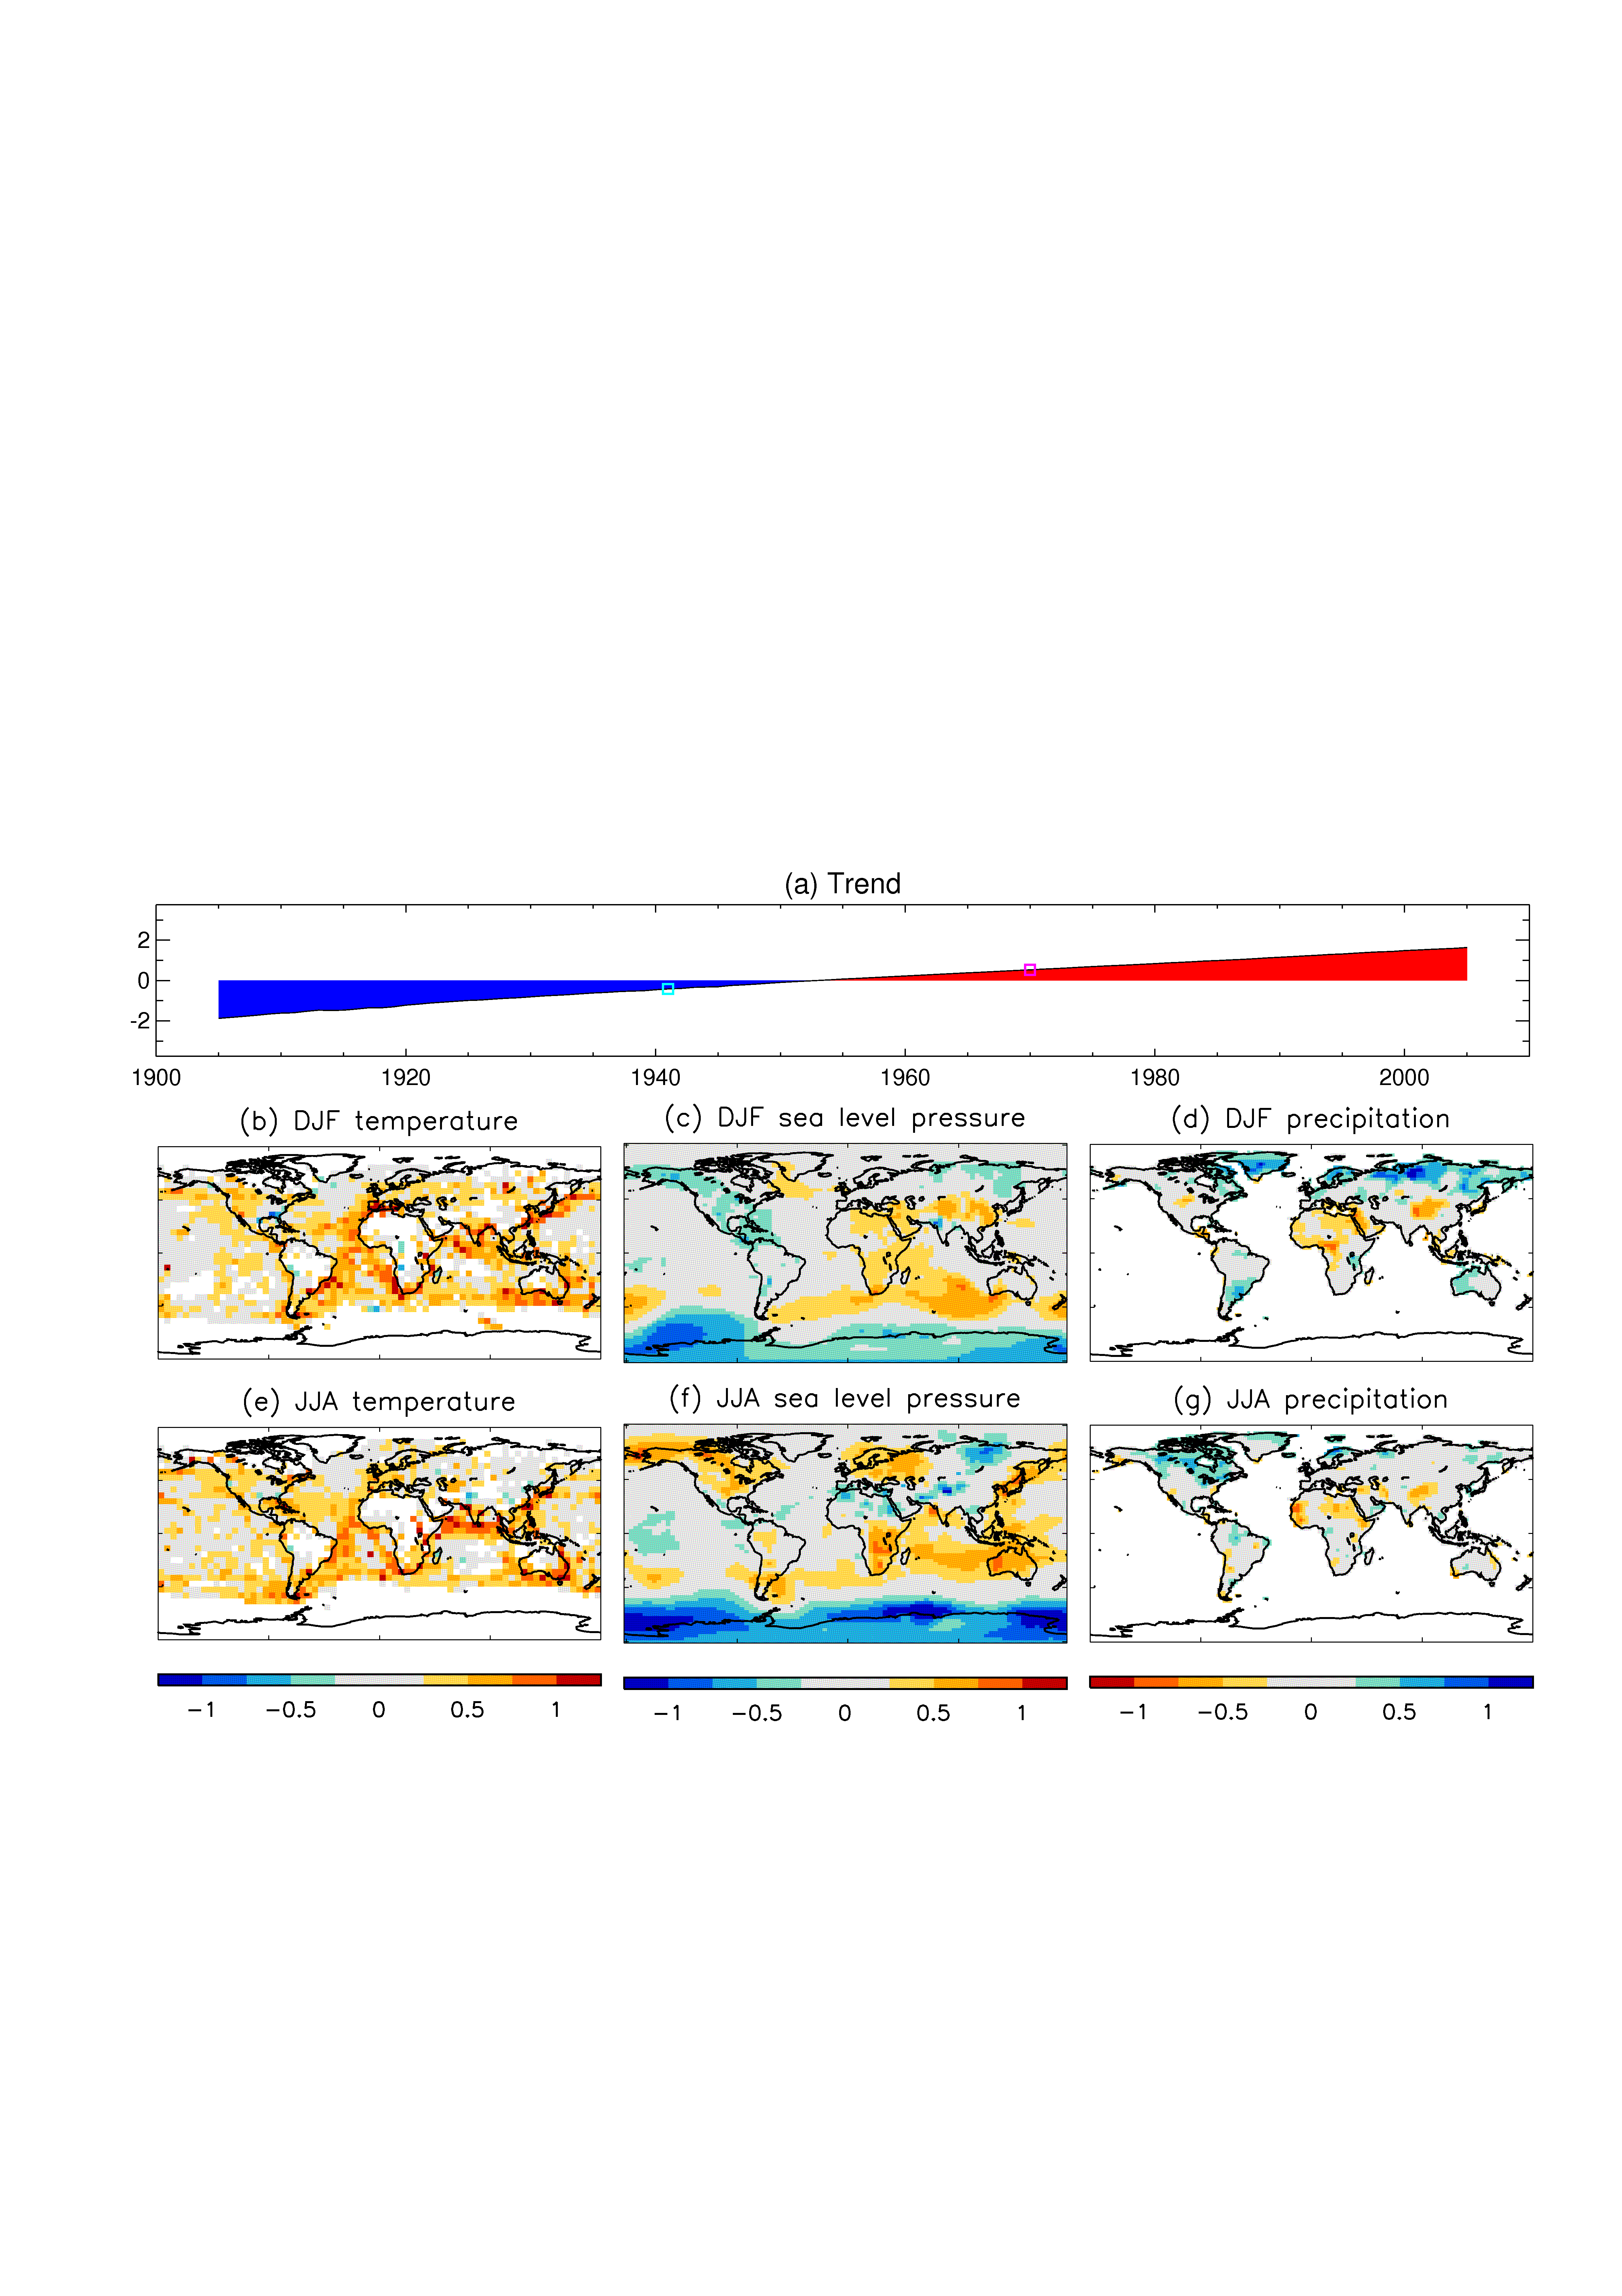 (a) Trend
2
0
-2
1900 1920 1940 1960 1980 2000
(b) DJF temperature (c) DJF sea level pressure (d) DJF precipitation
(e) JJA temperature (f) JJA sea level pressure (g) JJA precipitation
−1 −0.5 0 0.5 1 −1 −0.5 0 0.5 1 −1 −0.5 0 0.5 1